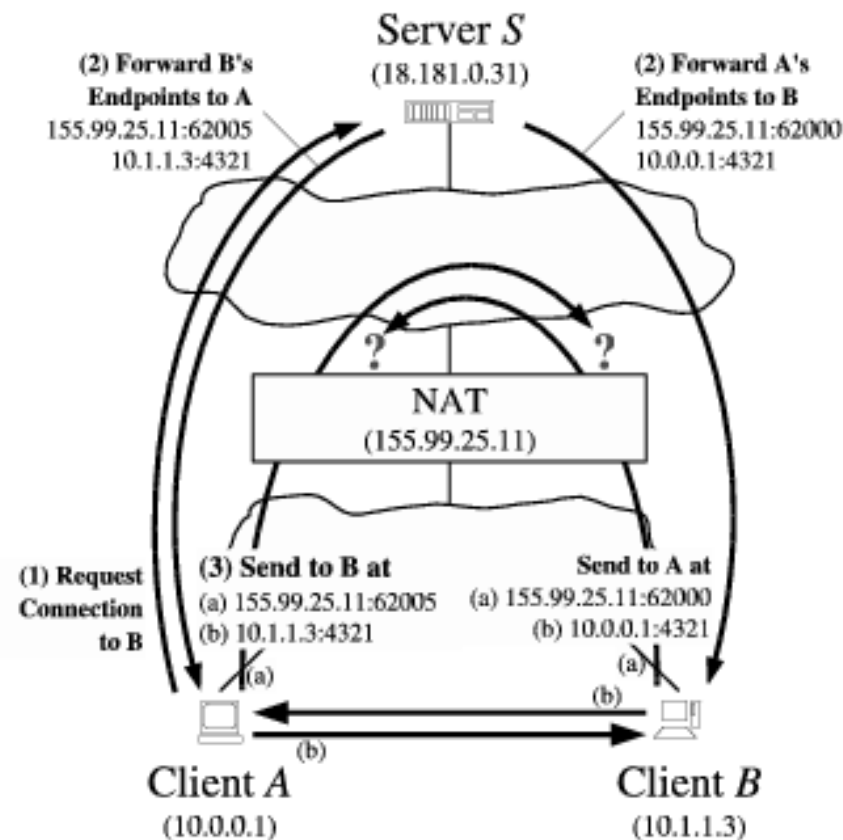 Server S
(18.181.0.31)
(2) Forward B's
Endpoints to A
155.99.25.11:62005
10.1.1.3:4321
(2) Forward A's
Endpoints to B
155.99.25.11:62000
10.0.0.1:4321
?
?
NAT
(155.99.25.11)
(1) Request
Connection
to B
(3) Send to B at
(a) 155.99.25.11:62005
(b) 10.1.1.3:4321
Send to A at
(a) 155.99.25.11:62000
(b) 10.0.0.1:4321
(a)
(a)
(b)
(b)
Client A
(10.0.0.1)
Client B
(10.1.1.3)